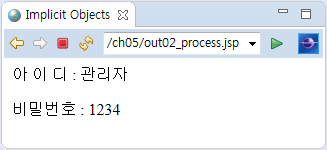 Implicit Objects
/ch05/out02_process.jsp
아 이 디 : 관리자
비밀번호 : 1234